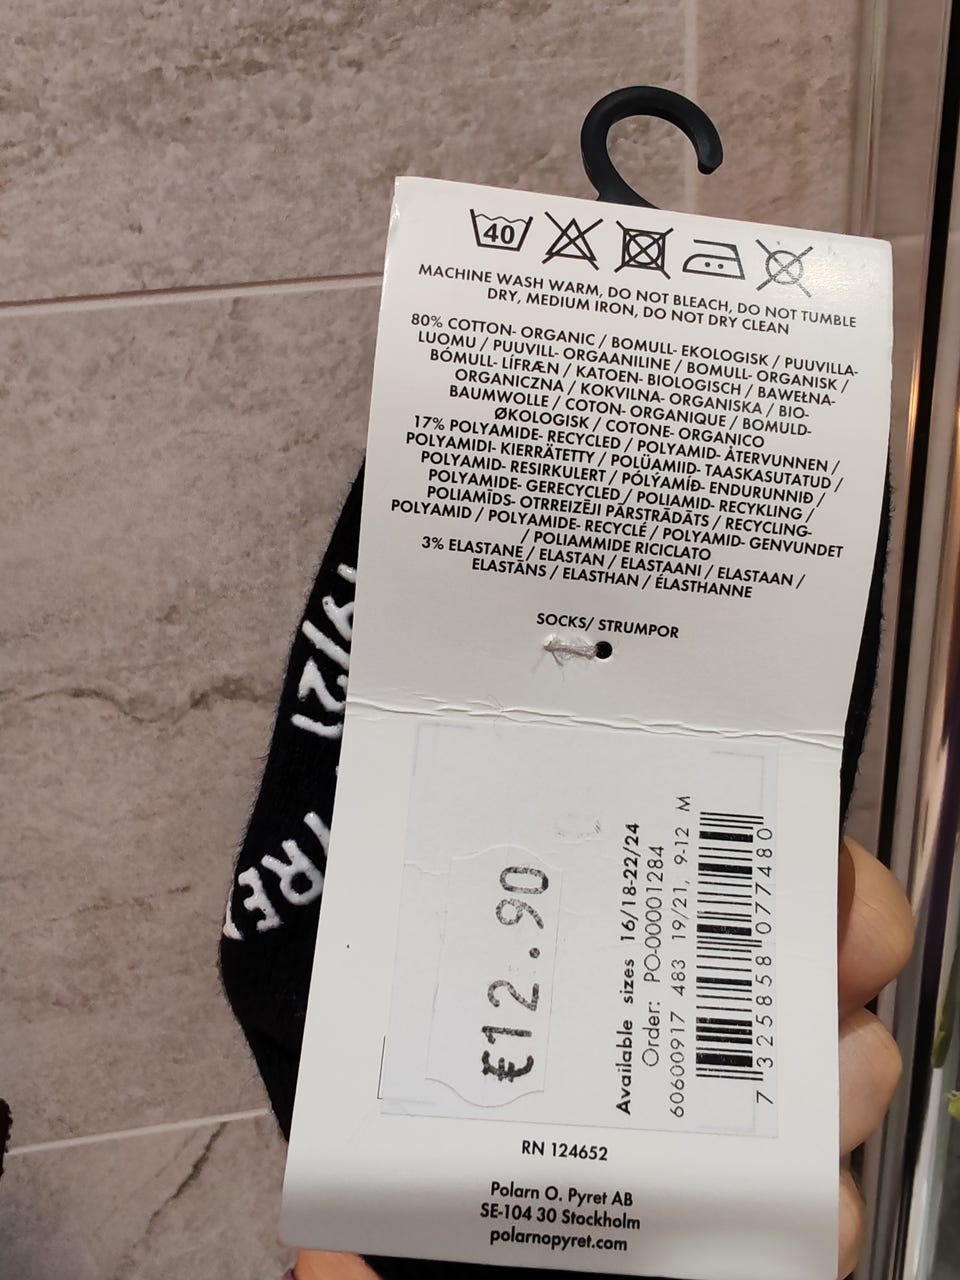 40
MACHINE WASH WARM, DO NOT BLEACH, DO NOT TUMBLE
DRY, MEDIUM IRON, DO NOT DRY CLEAN
80% COTTON- ORGANIC / BOMULL- EKOLOGISK / PUUVILLA-
LUOMU / PUUVILL- ORGAANILINE / BOMULL- ORGANISK /
BÓMULL- LÍFRÆN / KATOEN- BIOLOGISCH / BAWEŁNA-
ORGANICZNA / KOKVILNA- ORGANISKA / BIO-
BAUMWOLLE / COTON- ORGANIQUE / BOMULD-
ØKOLOGISK / COTONE- ORGANICO
17% POLYAMIDE- RECYCLED / POLYAMID- ÅTERVUNNEN /
POLYAMIDI- KIERRÄTETTY / POLÜAMIID- TAASKASUTATUD /
POLYAMID- RESIRKULERT / PÓLÝAMÍÐ- ENDURUNNIÐ /
POLYAMIDE- GERECYCLED / POLIAMID- RECYKLING /
POLIAMĪDS- OTRREIZĒJI PĀRSTRĀDĀTS / RECYCLING-
POLYAMID / POLYAMIDE- RECYCLÉ / POLYAMID- GENVUNDET
/ POLIAMMIDE RICICLATO
3% ELASTANE / ELASTAN / ELASTAANI / ELASTAAN /
ELASTĀNS / ELASTHAN / ÉLASTHANNE
SOCKS/ STRUMPOR
€12.90
Available sizes 16/18-22/24
Order: PO-00001284
60600917 483 19/21, 9-12 M
7 325858 077480
RN 124652
Polarn O. Pyret AB
SE-104 30 Stockholm
polarnopyret.com